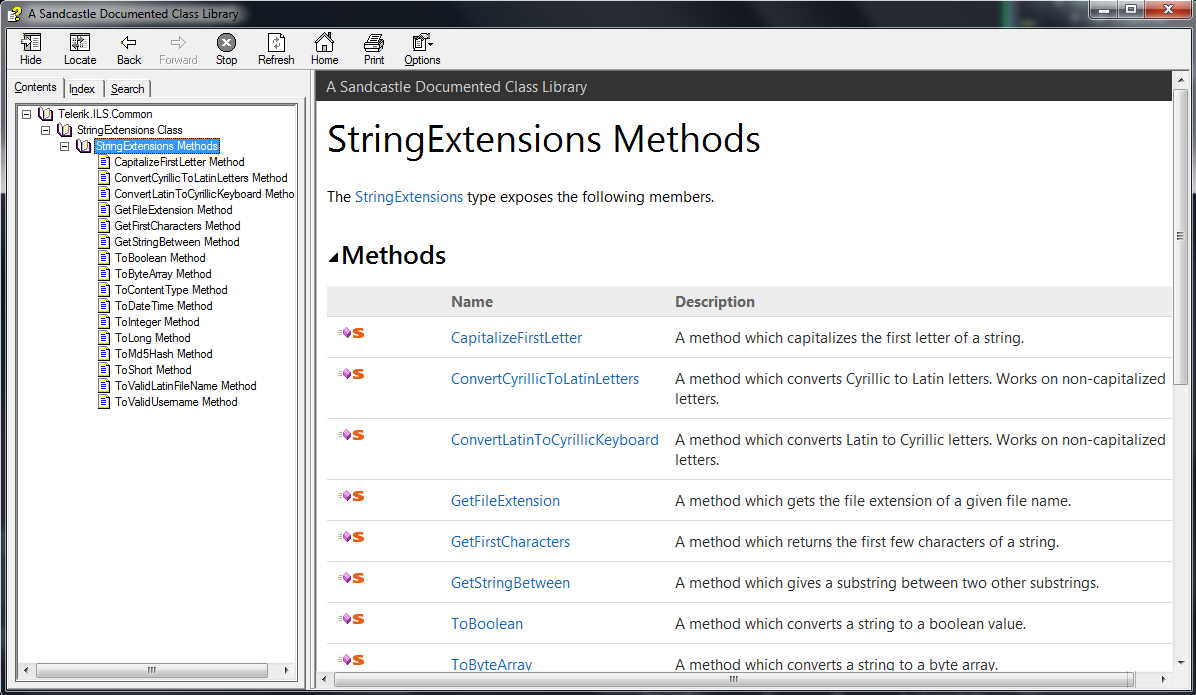 A Sandcastle Documented Class Library
Hide Locate Back Forward Stop Refresh Home Print Options
Contents Index Search
Telerik.ILS.Common
StringExtensions Class
StringExtensions Methods
CapitalizeFirstLetter Method
ConvertCyrillicToLatinLetters Method
ConvertLatinToCyrillicKeyboard Metho
GetFileExtension Method
GetFirstCharacters Method
GetStringBetween Method
ToBoolean Method
ToByteArray Method
ToContentType Method
ToDateTime Method
ToInteger Method
ToLong Method
ToMd5Hash Method
ToShort Method
ToValidLatinFileName Method
ToValidUsername Method
A Sandcastle Documented Class Library
StringExtensions Methods
The StringExtensions type exposes the following members.
Methods
Name Description
S CapitalizeFirstLetter A method which capitalizes the first letter of a string.
S ConvertCyrillicToLatinLetters A method which converts Cyrillic to Latin letters. Works on non-capitalized
letters.
S ConvertLatinToCyrillicKeyboard A method which converts Latin to Cyrillic letters. Works on non-capitalized
letters.
S GetFileExtension A method which gets the file extension of a given file name.
S GetFirstCharacters A method which returns the first few characters of a string.
S GetStringBetween A method which gives a substring between two other substrings.
S ToBoolean A method which converts a string to a boolean value.
S ToByteArray A method which converts a string to a byte array.